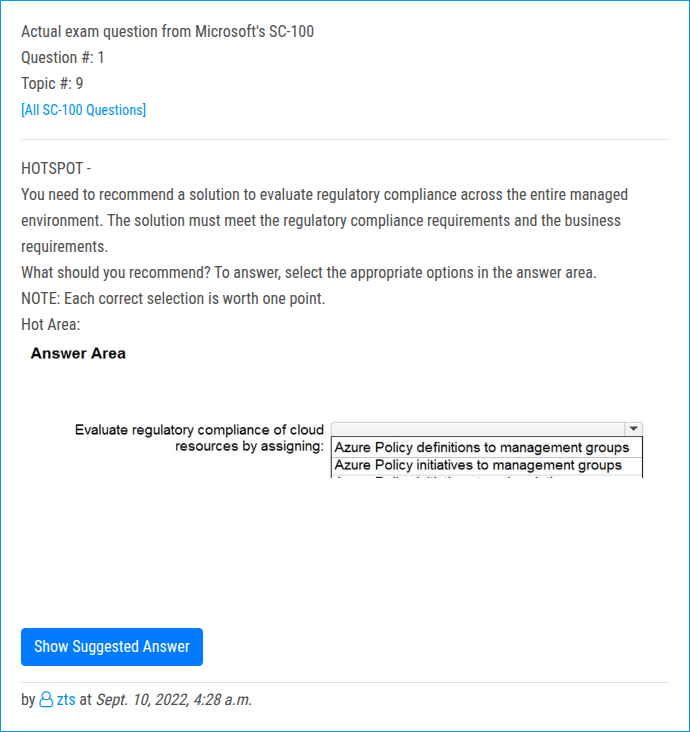 Actual exam question from Microsoft's SC-100
Question #: 1
Topic #: 9
[All SC-100 Questions]
HOTSPOT -
You need to recommend a solution to evaluate regulatory compliance across the entire managed
environment. The solution must meet the regulatory compliance requirements and the business
requirements.
What should you recommend? To answer, select the appropriate options in the answer area.
NOTE: Each correct selection is worth one point.
Hot Area:
Answer Area
Evaluate regulatory compliance of cloud
resources by assigning:
Azure Policy definitions to management groups
Azure Policy initiatives to management groups
Show Suggested Answer
by zts at Sept. 10, 2022, 4:28 a.m.